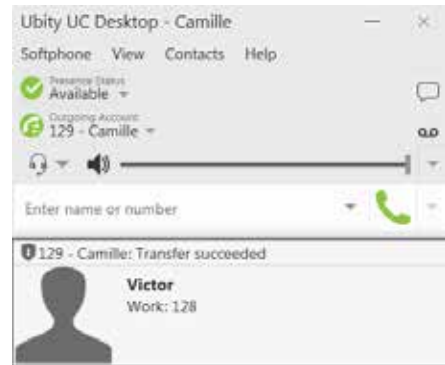 Ubity UC Desktop - Camille
Softphone View Contacts Help
Presence Status
Available
Outgoing Account
129 - Camille
Enter name or number
129 - Camille: Transfer succeeded
Victor
Work: 128